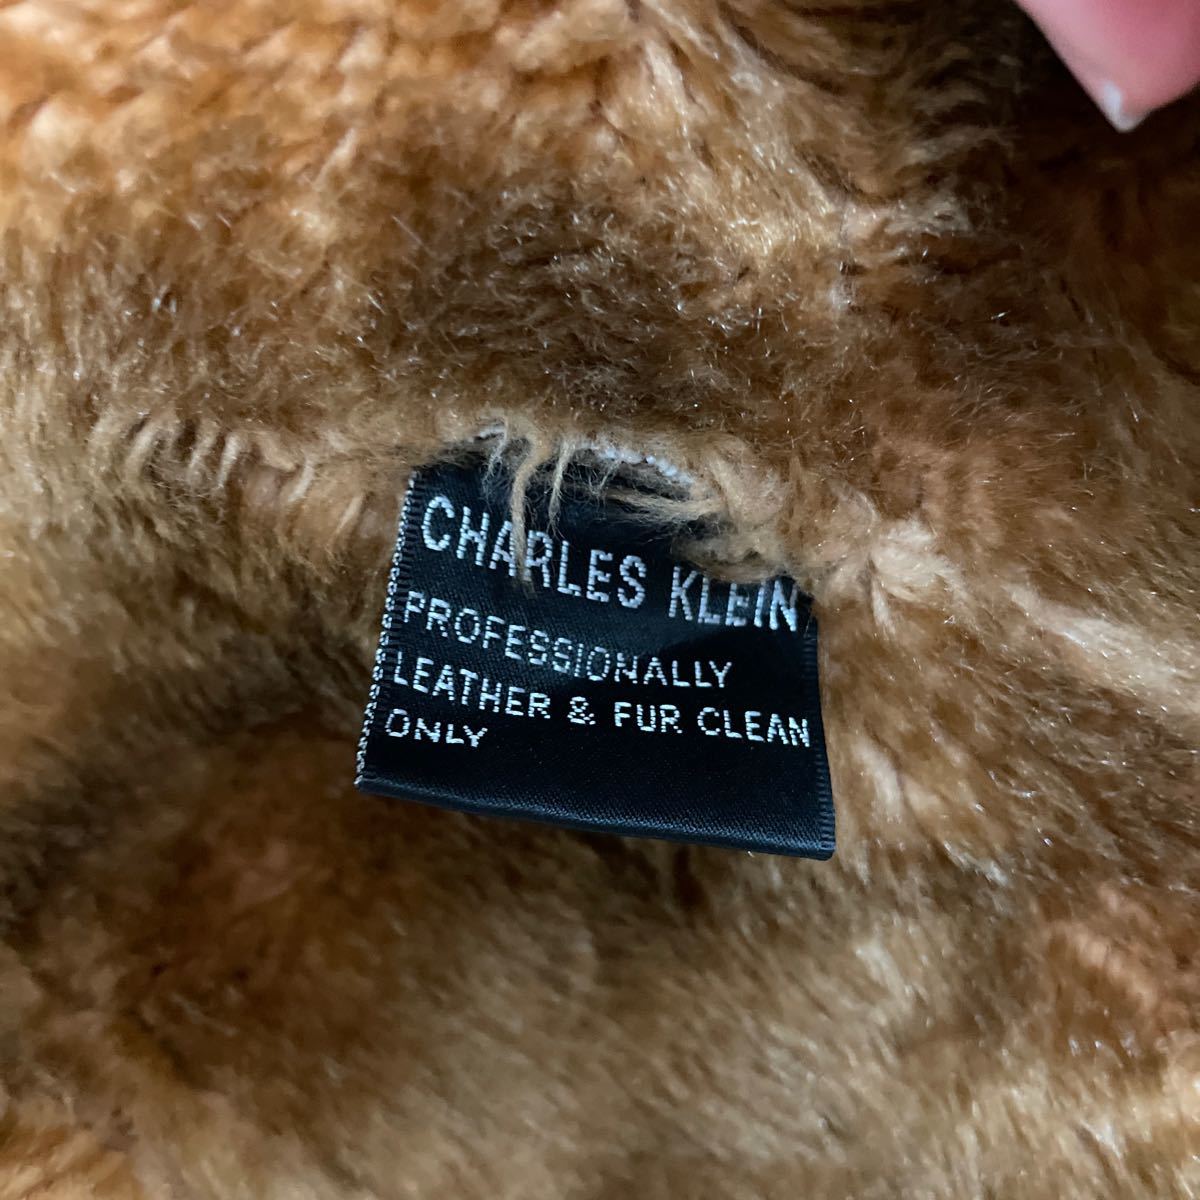 CHARLES KLEIN
PROFESSIONALLY
LEATHER & FUR CLEAN
ONLY